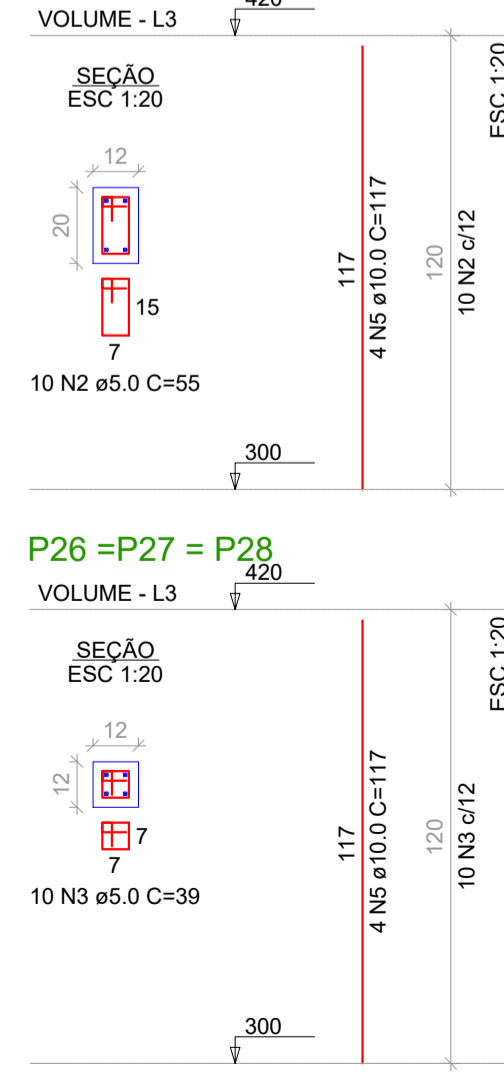 420
VOLUME - L3
SEÇÃO
ESC 1:20
12
20
15
7
10 N2 ø5.0 C=55
117
4 N5 ø10.0 C=117
120
10 N2 c/12
ESC 1:20
300
P26 =P27 = P28
420
VOLUME - L3
SEÇÃO
ESC 1:20
12
12
7
7
10 N3 ø5.0 C=39
117
4 N5 ø10.0 C=117
120
10 N3 c/12
ESC 1:20
300